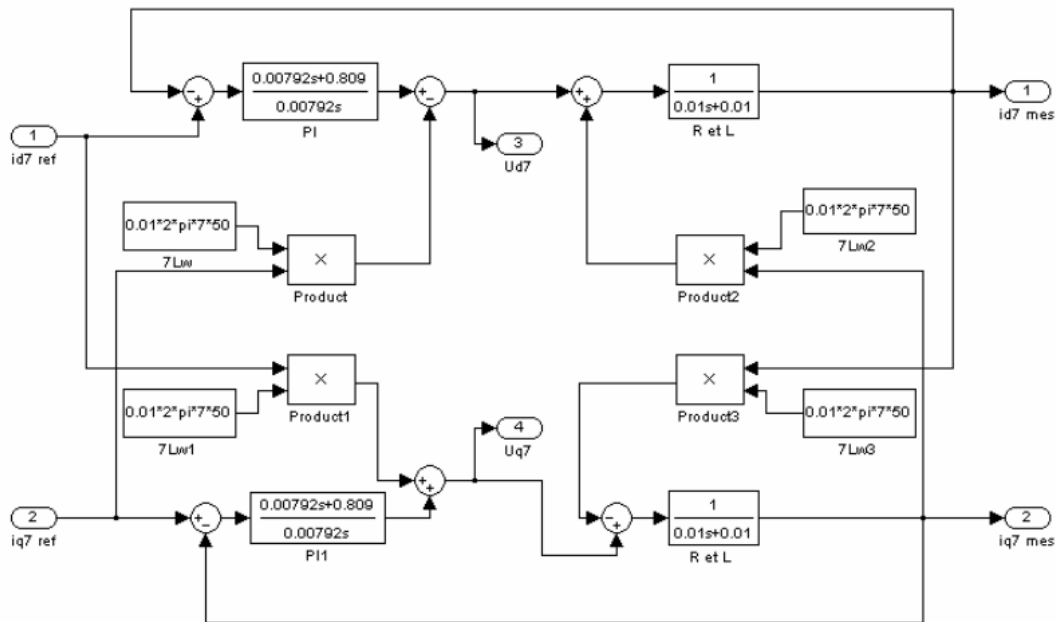 0.00792s+0.809
0.00792s
PI
1
id7 ref
1
0.01s+0.01
R et L
1
id7 mes
3
Ud7
0.01*2*pi*7*50
7Lw
×
Product
×
Product2
0.01*2*pi*7*50
7Lw2
0.01*2*pi*7*50
7Lw1
×
Product1
×
Product3
0.01*2*pi*7*50
7Lw3
4
Uq7
2
iq7 ref
0.00792s+0.809
0.00792s
PI1
1
0.01s+0.01
R et L
2
iq7 mes